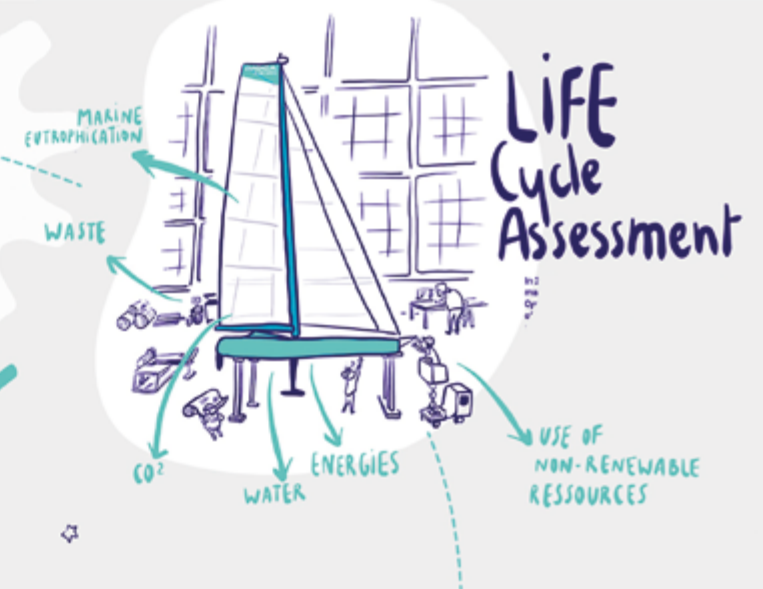 LiFE
Cycle
Assessment
MARiNE
EUTROPHiCATiON
WASTE
CO²
WATER
ENERGiES
USE OF
NON-RENEWABLE
RESSOURCES